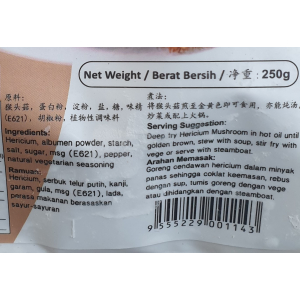 Net Weight / Berat Bersih / 净重 : 250g
原料:
猴头菇, 蛋白粉, 淀粉, 盐, 糖, 味精
(E621), 胡椒粉, 植物性调味料
Ingredients:
Hericium, albumen powder, starch,
salt, sugar, msg (E621), pepper,
natural vegetarian seasoning
Ramuan:
Hericium, serbuk telur putih, kanji,
garam, gula, msg (E621), lada,
perasa makanan berasaskan
sayur-sayuran
煮法:
将猴头菇煎至金黄色即可食用, 亦能炖汤,
炒菜或配上火锅.
Serving Suggestion:
Deep fry Hericium Mushroom in hot oil until
golden brown, stew with soup, stir fry with
vege or serve with steamboat.
Arahan Memasak:
Goreng cendawan hericium dalam minyak
panas sehingga coklat keemasan, rebus
dengan sup, tumis goreng dengan vege
atau dihidangkan dengan steamboat.
9 555229 001143